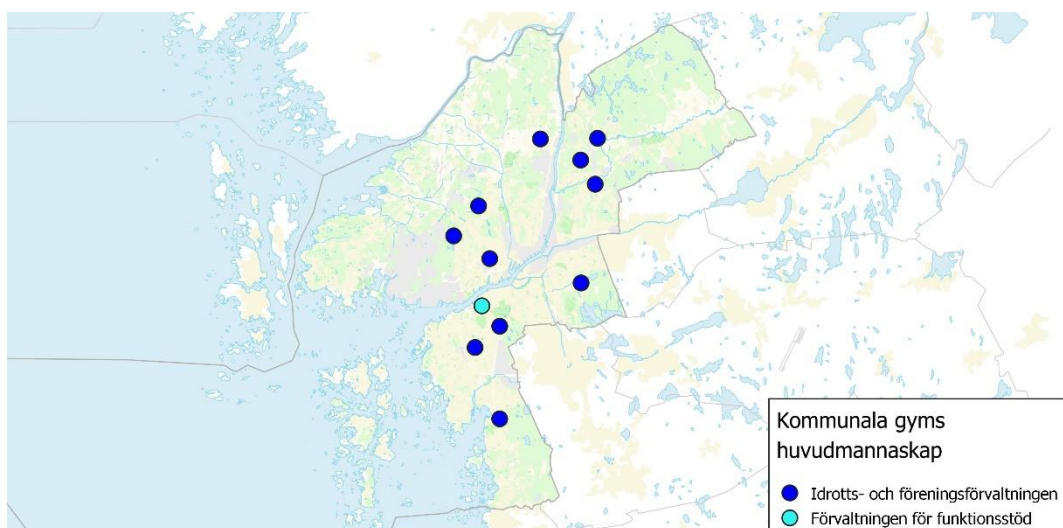 Kommunala gyms
huvudmannaskap
Idrotts- och föreningsförvaltningen
Förvaltningen för funktionsstöd